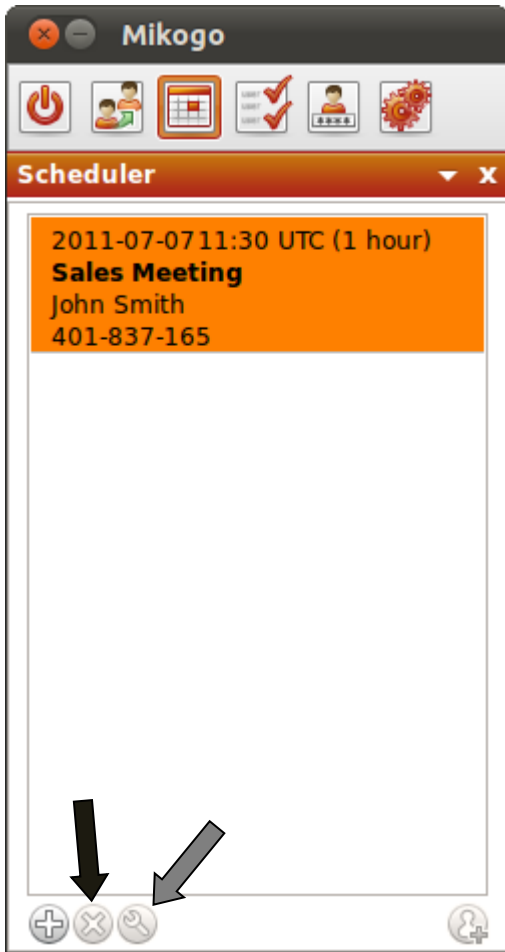 Mikogo
Scheduler
2011-07-0711:30 UTC (1 hour)
Sales Meeting
John Smith
401-837-165